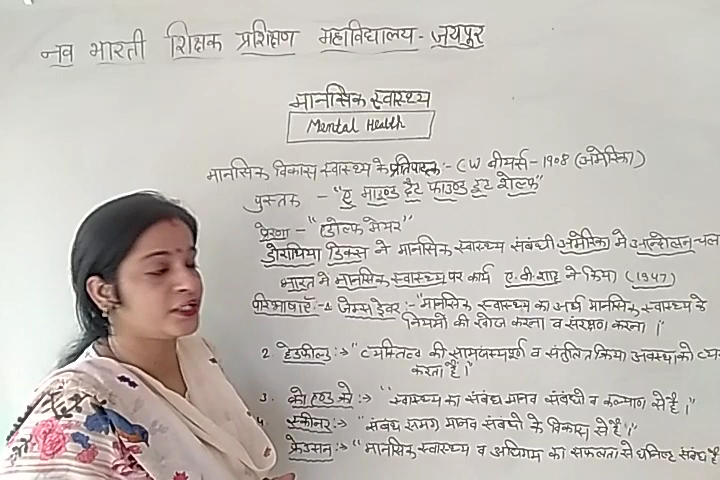 नव भारती शिक्षक प्रशिक्षण महाविद्यालय - जयपुर
मानसिक स्वास्थ्य
Mental Health
मानसिक विकास स्वास्थ्य के प्रतिपादक :- C.W बीयर्स - 1908 (अमेरिका)
पुस्तक - "ए माउण्ड दैट फाउण्ड इट शेल्फ"
प्रेरणा - "डोल्फ मेयर"
डोराथिया डिक्स ने मानसिक स्वास्थ्य संबंधी अमेरिका में आन्दोलन चला
भारत में मानसिक स्वास्थ्य पर कार्य ए. वी. शाह ने किया (1947)
परिभाषाएँ :- 1 जेम्स ड्रेवर :- "मानसिक स्वास्थ्य का अर्थ मानसिक स्वास्थ्य के
नियमों की खोज करना व संरक्षण करना।"
2 हेडफील्ड :→ "व्यक्तित्व की सामंजस्यपूर्ण व संतुलित क्रिया अवस्था को
करता है।"
3. :→ "स्वास्थ्य का संबंध मानव संबंधों व कल्याण से है।"
4. स्कीनर :→ "संबंध समग्र मानव संबंधों के विकास से है।"
:→ "मानसिक स्वास्थ्य व अधिगम की सफलता से घनिष्ठ संबंध है